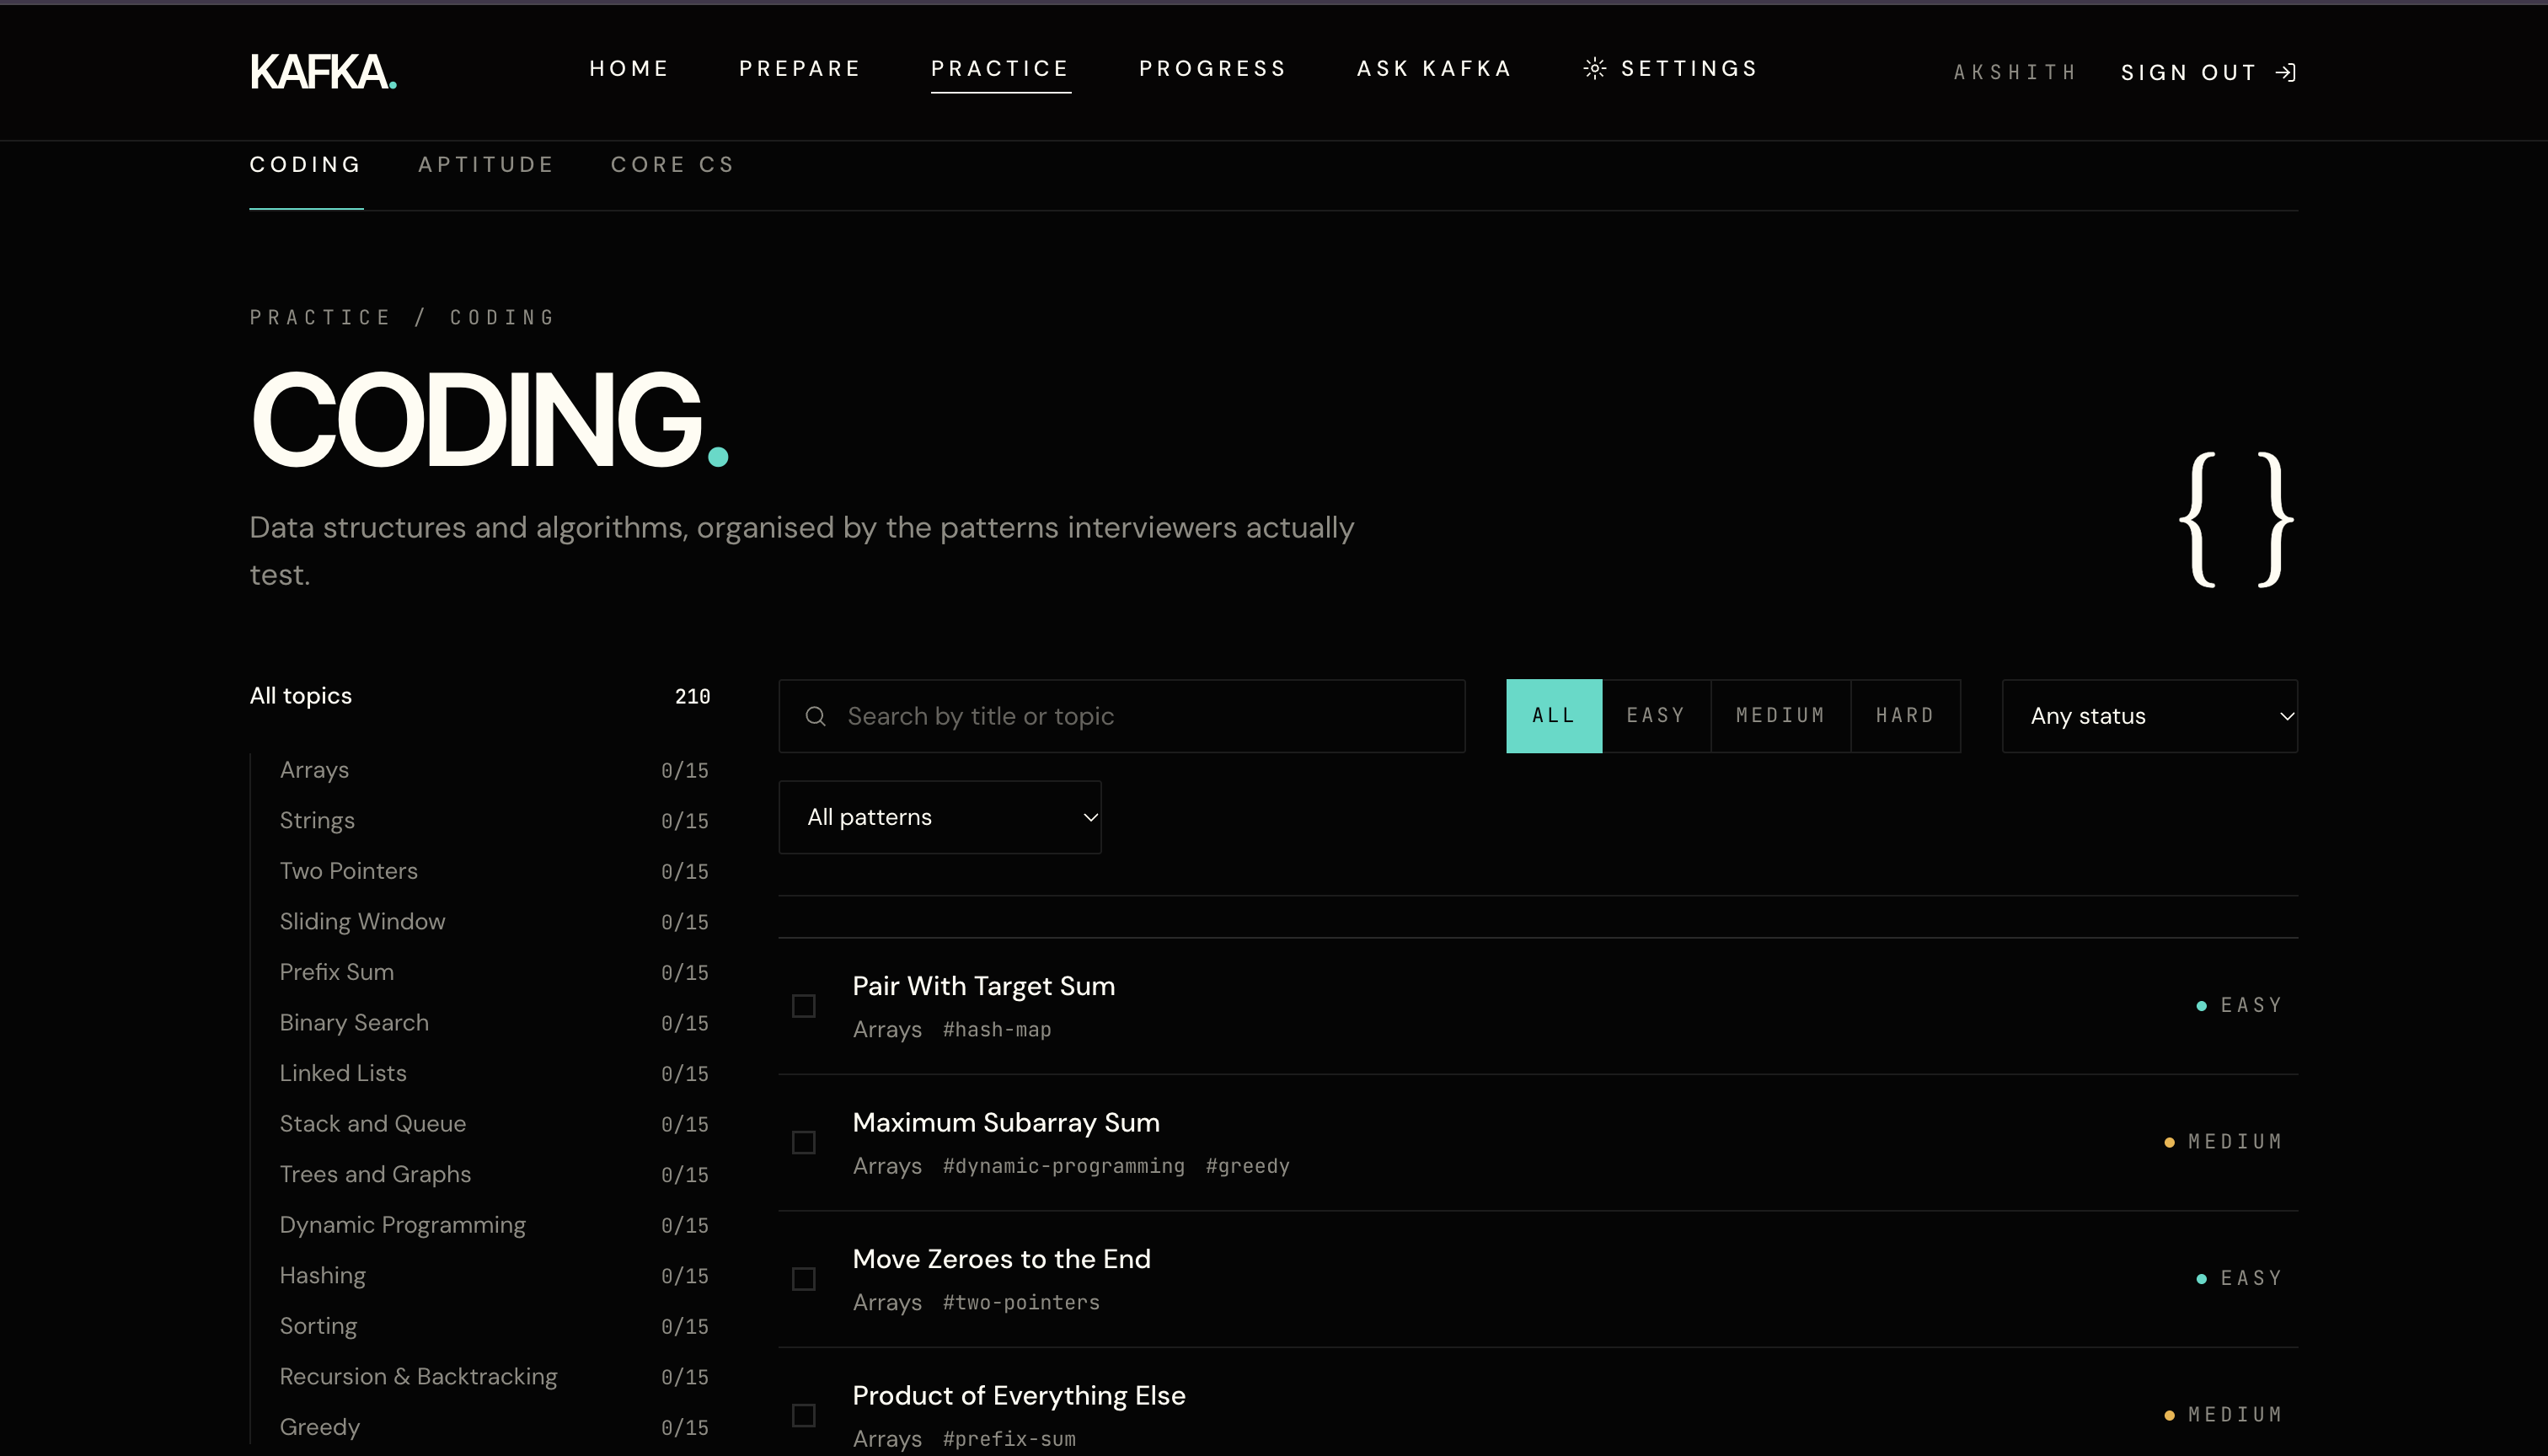 KAFKA.
HOME PREPARE PRACTICE PROGRESS ASK KAFKA SETTINGS
AKSHITH SIGN OUT
CODING APTITUDE CORE CS
PRACTICE / CODING
CODING.
Data structures and algorithms, organised by the patterns interviewers actually
test.
{ }
All topics 210
Arrays 0/15
Strings 0/15
Two Pointers 0/15
Sliding Window 0/15
Prefix Sum 0/15
Binary Search 0/15
Linked Lists 0/15
Stack and Queue 0/15
Trees and Graphs 0/15
Dynamic Programming 0/15
Hashing 0/15
Sorting 0/15
Recursion & Backtracking 0/15
Greedy 0/15
Search by title or topic
ALL EASY MEDIUM HARD
Any status
All patterns
Pair With Target Sum
Arrays #hash-map
EASY
Maximum Subarray Sum
Arrays #dynamic-programming #greedy
MEDIUM
Move Zeroes to the End
Arrays #two-pointers
EASY
Product of Everything Else
Arrays #prefix-sum
MEDIUM